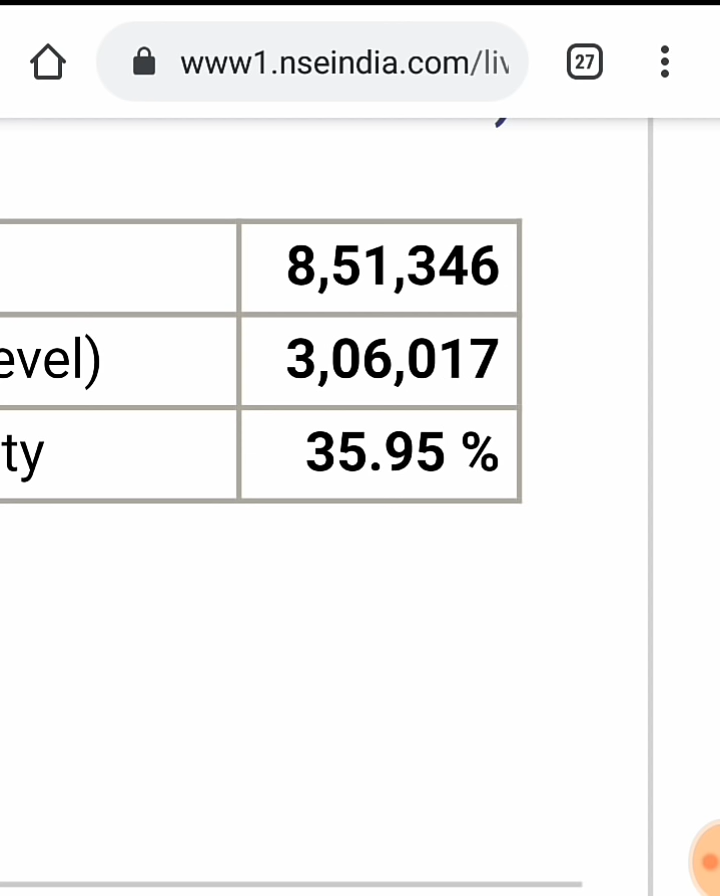 www1.nseindia.com/liv
27
8,51,346
evel)
3,06,017
ty
35.95 %